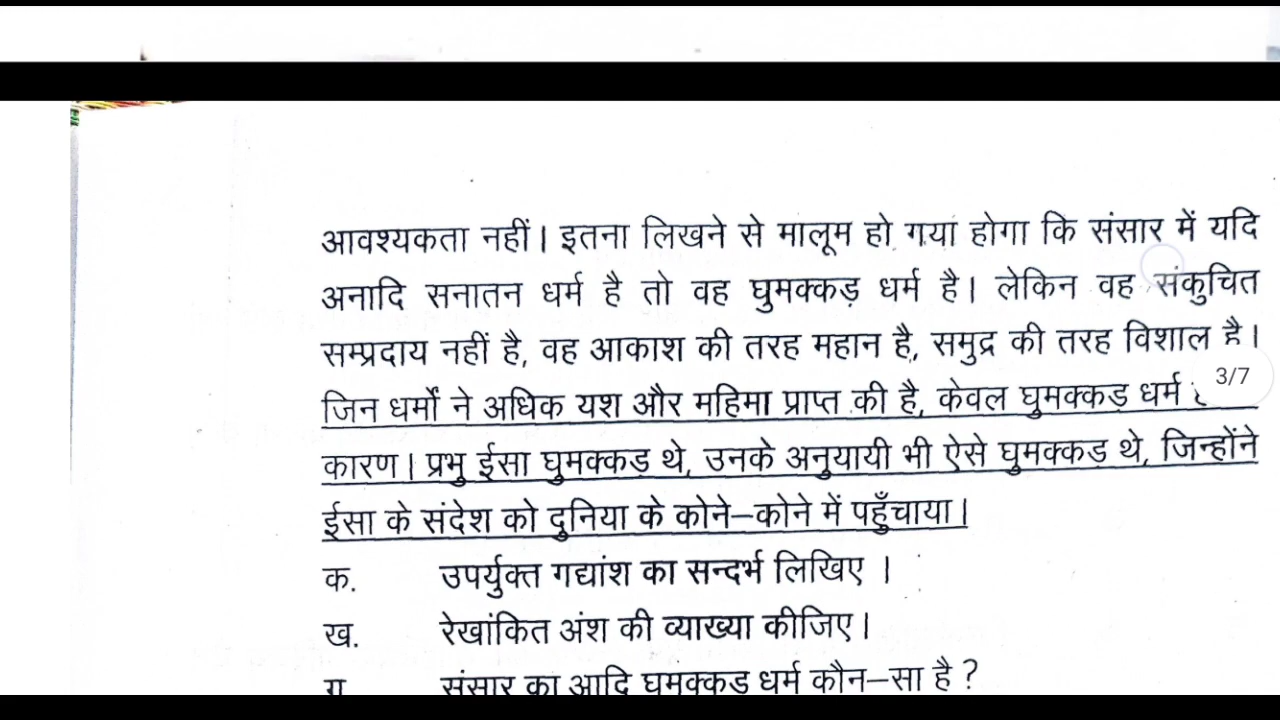 आवश्यकता नहीं। इतना लिखने से मालूम हो गया होगा कि संसार में यदि
अनादि सनातन धर्म है तो वह घुमक्कड़ धर्म है। लेकिन वह संकुचित
सम्प्रदाय नहीं है, वह आकाश की तरह महान है, समुद्र की तरह विशाल है।
3/7
जिन धर्मों ने अधिक यश और महिमा प्राप्त की है, केवल घुमक्कड़ धर्म
कारण। प्रभु ईसा घुमक्कड थे, उनके अनुयायी भी ऐसे घुमक्कड थे, जिन्होंने
ईसा के संदेश को दुनिया के कोने–कोने में पहुँचाया।
क. उपर्युक्त गद्यांश का सन्दर्भ लिखिए ।
ख. रेखांकित अंश की व्याख्या कीजिए।
ग संसार का आदि घुमक्कड धर्म कौन–सा है ?